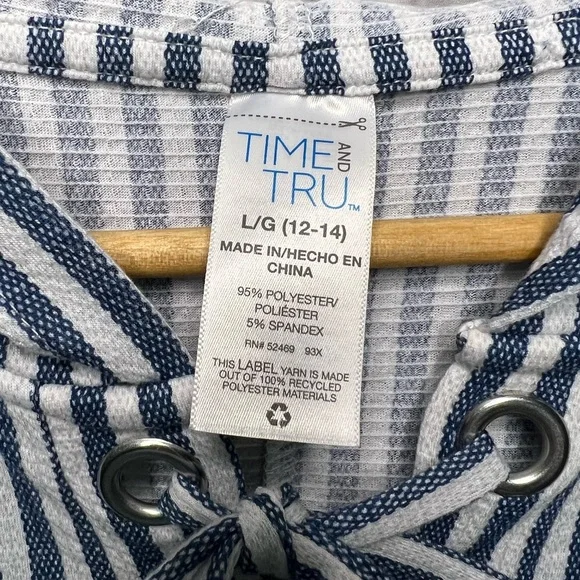 TIME AND
TRU™
L/G (12-14)
MADE IN/HECHO EN
CHINA
95% POLYESTER/
POLIÉSTER
5% SPANDEX
RN# 52469 93X
THIS LABEL YARN IS MADE
OUT OF 100% RECYCLED
POLYESTER MATERIALS